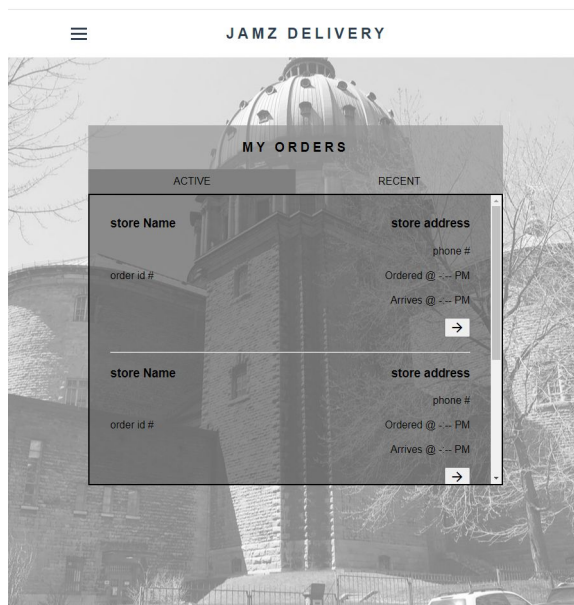 JAMZ DELIVERY
MY ORDERS
ACTIVE RECENT
store Name store address
phone #
order id # Ordered @ -:-- PM
Arrives @ -:-- PM
store Name store address
phone #
order id # Ordered @ -:-- PM
Arrives @ -:-- PM